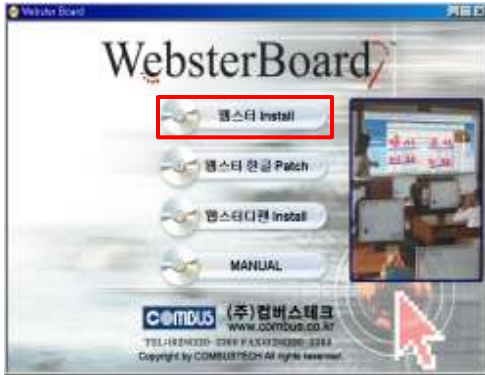 Webster Board
WebsterBoard
웹스터 Install
웹스터 한글 Patch
웹스터디펜 Install
MANUAL
COMBUS (주)컴버스테크
www.combus.co.kr
Copyright by COMBUSTECH All rights reserved.